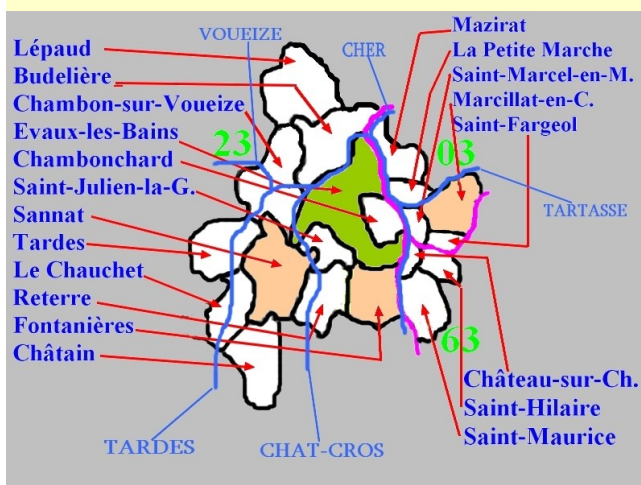 VOUEIZE
CHER
Lépaud
Budelière
Chambon-sur-Voueize
Evaux-les-Bains
Chambonchard
Saint-Julien-la-G.
Sannat
Tardes
Le Chauchet
Reterre
Fontanières
Châtain
23
03
63
Mazirat
La Petite Marche
Saint-Marcel-en-M.
Marcillat-en-C.
Saint-Fargeol
TARTASSE
Château-sur-Ch.
Saint-Hilaire
Saint-Maurice
TARDES
CHAT-CROS